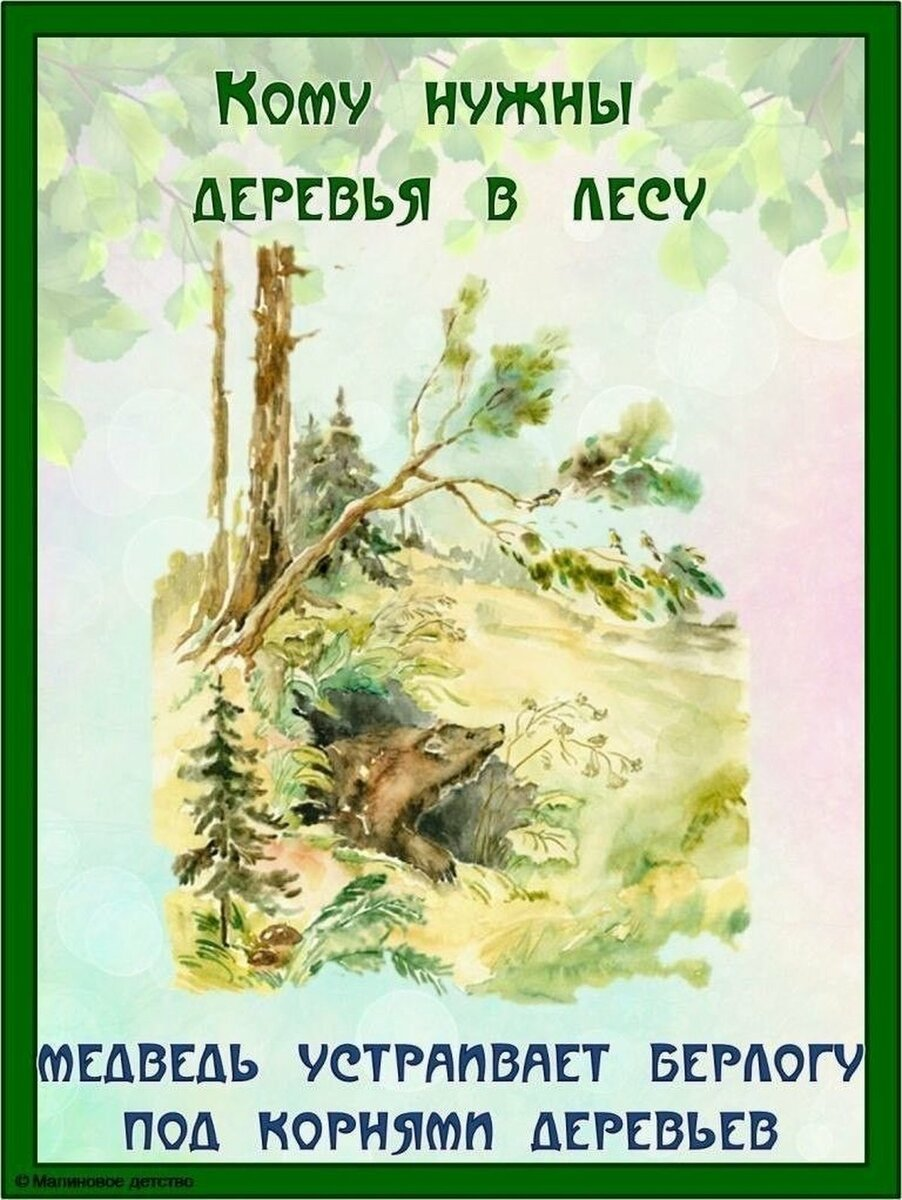 Кому нужны
деревья в лесу
медведь устраивает берлогу
под корнями деревьев
© Малиновое детство